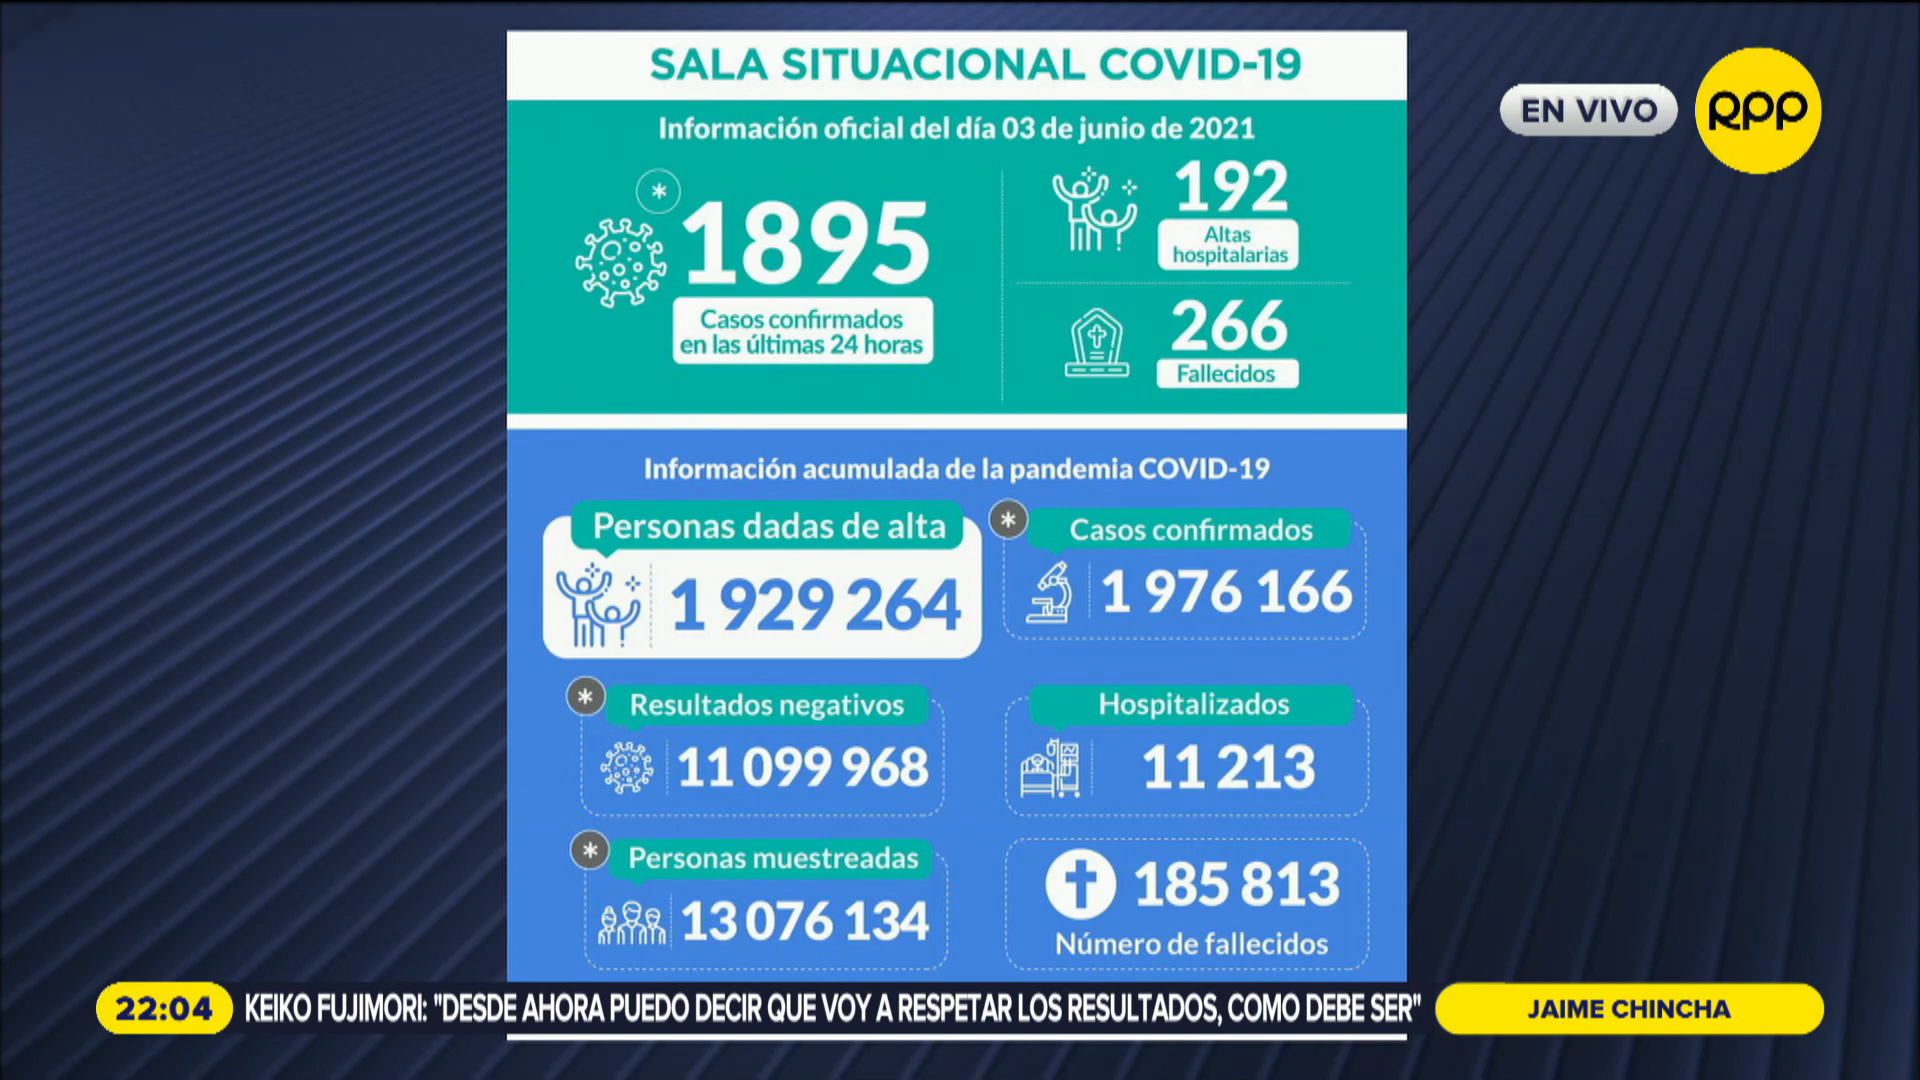 SALA SITUACIONAL COVID-19
EN VIVO
rpp
Información oficial del día 03 de junio de 2021
*
1895
Casos confirmados
en las últimas 24 horas
192
Altas
hospitalarias
266
Fallecidos
Información acumulada de la pandemia COVID-19
Personas dadas de alta
1 929 264
*
Casos confirmados
1 976 166
*
Resultados negativos
11 099 968
Hospitalizados
11 213
*
Personas muestreadas
13 076 134
185 813
Número de fallecidos
22:04
KEIKO FUJIMORI: "DESDE AHORA PUEDO DECIR QUE VOY A RESPETAR LOS RESULTADOS, COMO DEBE SER"
JAIME CHINCHA